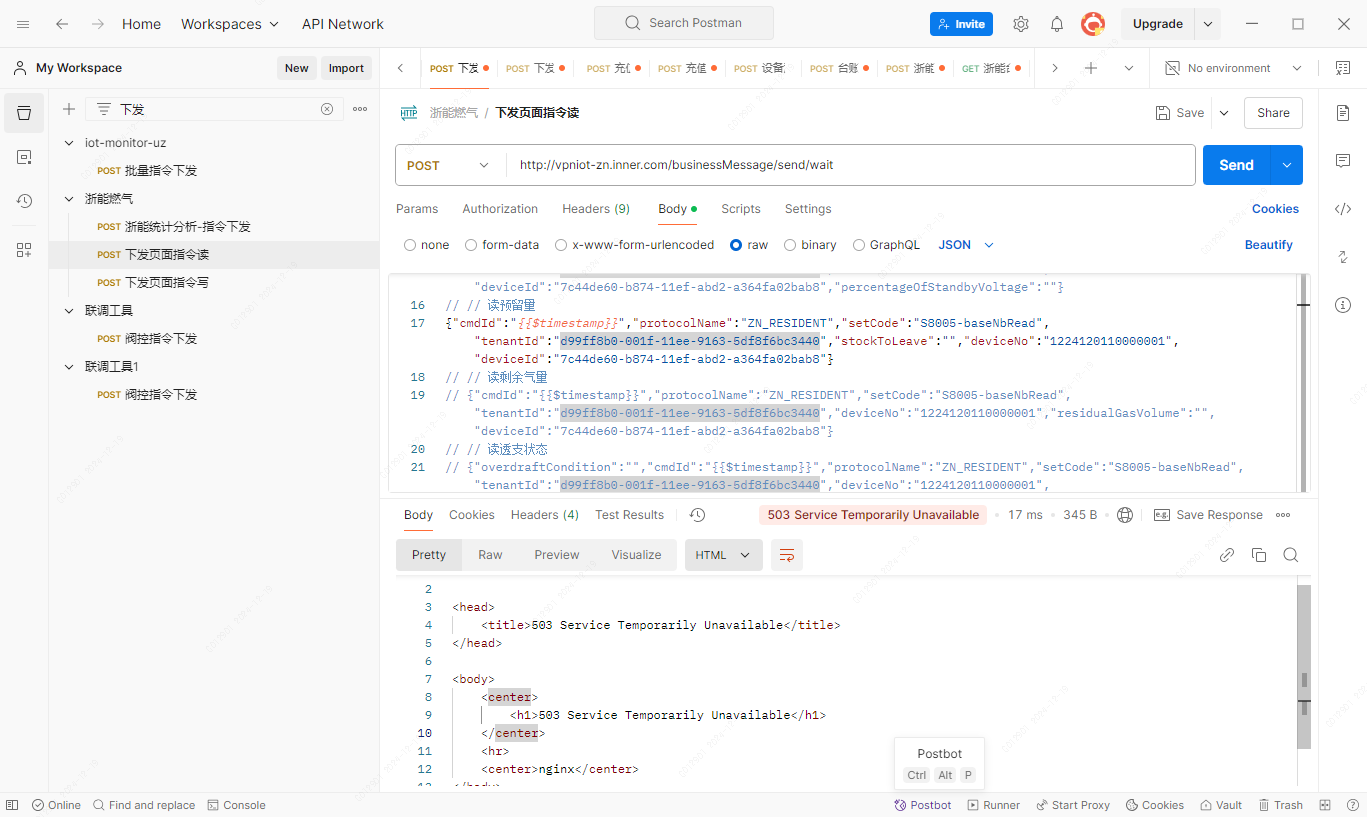 Home
Workspaces
API Network
Search Postman
Invite
Upgrade
My Workspace
New
Import
POST 下发
POST 下发
POST 充值
POST 充值
POST 设备
POST 台账
POST 浙能
GET 浙能
No environment
下发
iot-monitor-uz
POST 批量指令下发
浙能燃气
POST 浙能统计分析-指令下发
POST 下发页面指令读
POST 下发页面指令写
联调工具
POST 阀控指令下发
联调工具1
POST 阀控指令下发
HTTP 浙能燃气 / 下发页面指令读
Save
Share
POST
http://vpniot-zn.inner.com/businessMessage/send/wait
Send
Params
Authorization
Headers (9)
Body
Scripts
Settings
Cookies
none
form-data
x-www-form-urlencoded
raw
binary
GraphQL
JSON
Beautify
"deviceId":"7c44de60-b874-11ef-abd2-a364fa02bab8","percentageOfStandbyVoltage":""}
16 // // 读预留量
17 {"cmdId":"{{$timestamp}}","protocolName":"ZN_RESIDENT","setCode":"S8005-baseNbRead",
"tenantId":"d99ff8b0-001f-11ee-9163-5df8f6bc3440","stockToLeave":"","deviceNo":"1224120110000001",
"deviceId":"7c44de60-b874-11ef-abd2-a364fa02bab8"}
18 // // 读剩余气量
19 // {"cmdId":"{{$timestamp}}","protocolName":"ZN_RESIDENT","setCode":"S8005-baseNbRead",
"tenantId":"d99ff8b0-001f-11ee-9163-5df8f6bc3440","deviceNo":"1224120110000001","residualGasVolume":"",
"deviceId":"7c44de60-b874-11ef-abd2-a364fa02bab8"}
20 // // 读透支状态
21 // {"overdraftCondition":"","cmdId":"{{$timestamp}}","protocolName":"ZN_RESIDENT","setCode":"S8005-baseNbRead",
"tenantId":"d99ff8b0-001f-11ee-9163-5df8f6bc3440","deviceNo":"1224120110000001",
Body
Cookies
Headers (4)
Test Results
503 Service Temporarily Unavailable
17 ms
345 B
e.g. Save Response
Pretty
Raw
Preview
Visualize
HTML
2
3 <head>
4 <title>503 Service Temporarily Unavailable</title>
5 </head>
6
7 <body>
8 <center>
9 <h1>503 Service Temporarily Unavailable</h1>
10 </center>
11 <hr>
12 <center>nginx</center>
Postbot
Ctrl Alt P
Online
Find and replace
Console
Postbot
Runner
Start Proxy
Cookies
Vault
Trash